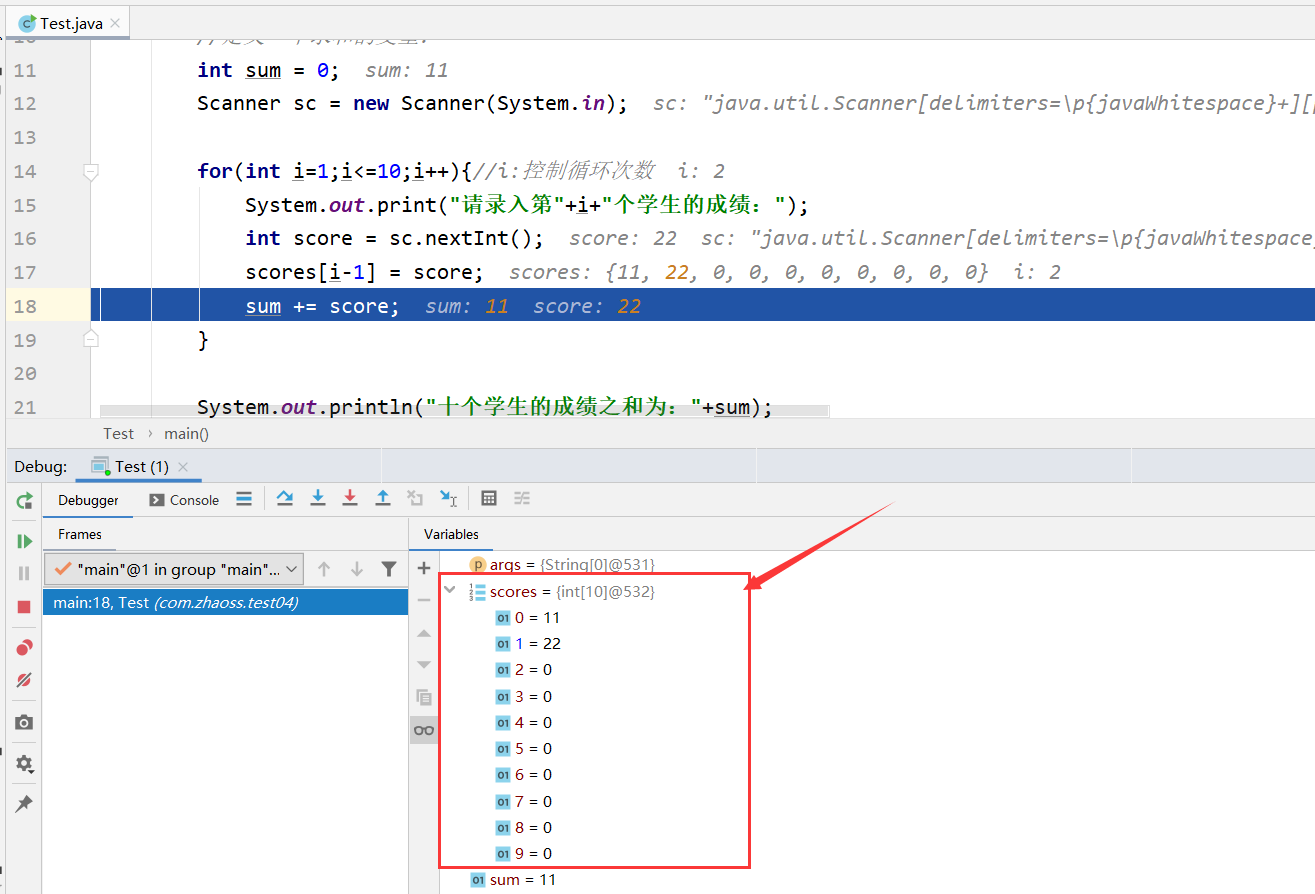 Test.java
11 int sum = 0; sum: 11
12 Scanner sc = new Scanner(System.in); sc: "java.util.Scanner[delimiters=\p{javaWhitespace}+][
13
14 for(int i=1;i<=10;i++){//i:控制循环次数 i: 2
15 System.out.print("请录入第"+i+"个学生的成绩：");
16 int score = sc.nextInt(); score: 22 sc: "java.util.Scanner[delimiters=\p{javaWhitespace
17 scores[i-1] = score; scores: {11, 22, 0, 0, 0, 0, 0, 0, 0, 0} i: 2
18 sum += score; sum: 11 score: 22
19 }
20
21 System.out.println("十个学生的成绩之和为："+sum);
Test › main()
Debug: Test (1)
Debugger Console
Frames Variables
"main"@1 in group "main"...
main:18, Test (com.zhaoss.test04)
args = {String[0]@531}
scores = {int[10]@532}
0 = 11
1 = 22
2 = 0
3 = 0
4 = 0
5 = 0
6 = 0
7 = 0
8 = 0
9 = 0
sum = 11